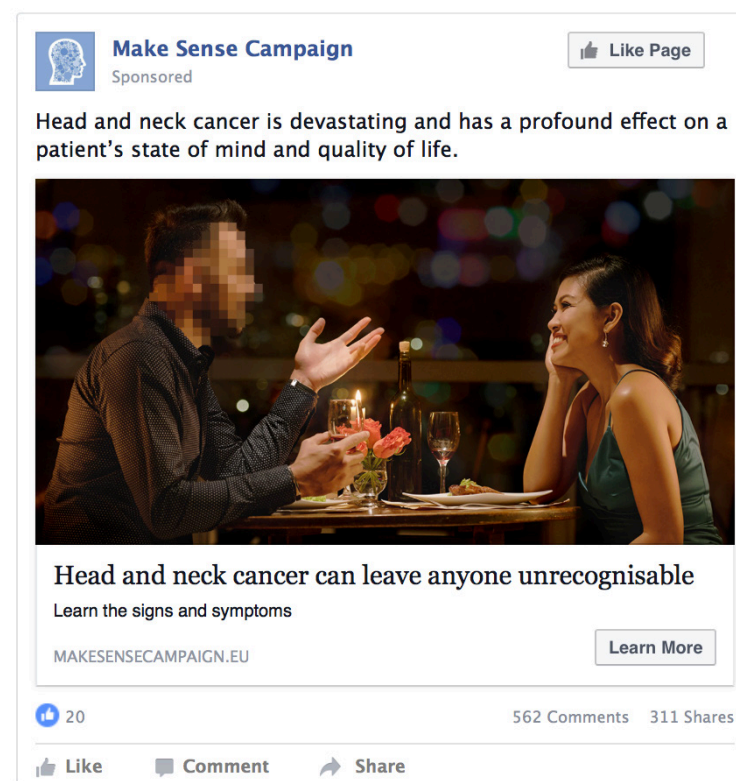 Make Sense Campaign
Like Page
Sponsored
Head and neck cancer is devastating and has a profound effect on a
patient’s state of mind and quality of life.
Head and neck cancer can leave anyone unrecognisable
Learn the signs and symptoms
MAKESENSECAMPAIGN.EU
Learn More
20
562 Comments 311 Shares
Like Comment Share